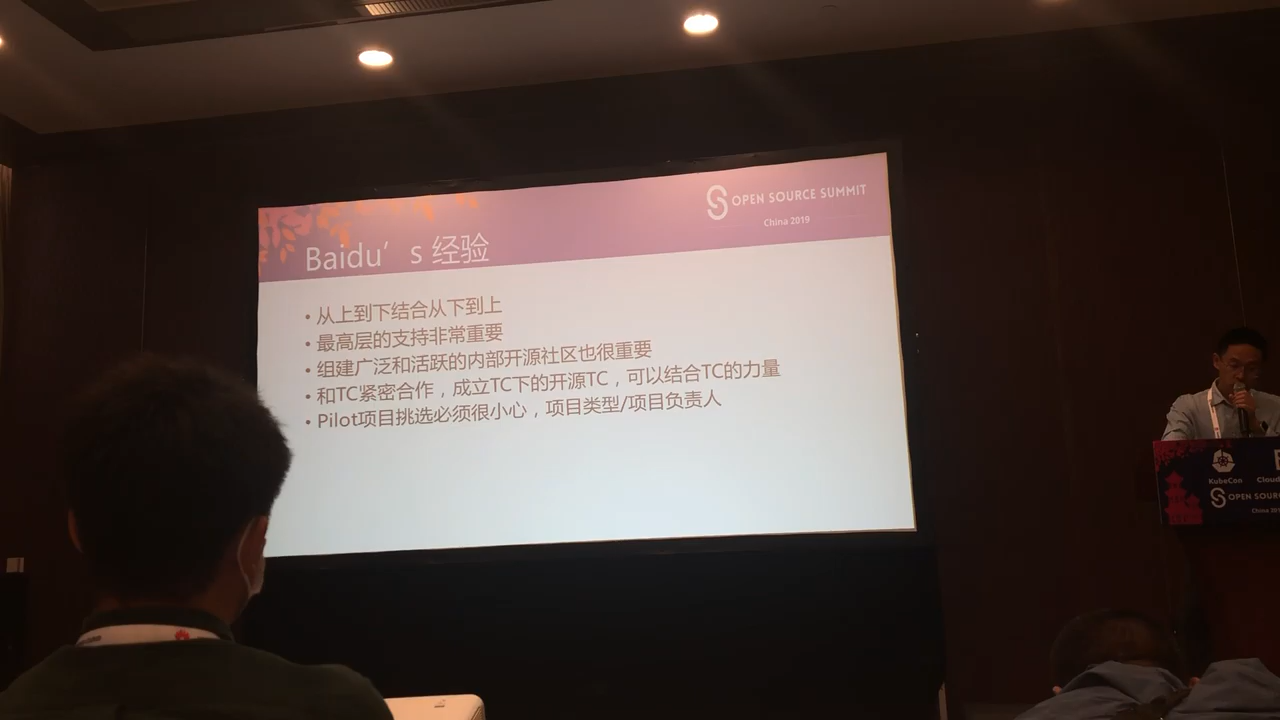 OPEN SOURCE SUMMIT
China 2019
Baidu’s 经验
• 从上到下结合从下到上
• 最高层的支持非常重要
• 组建广泛和活跃的内部开源社区也很重要
• 和TC紧密合作，成立TC下的开源TC，可以结合TC的力量
• Pilot项目挑选必须很小心，项目类型/项目负责人
KubeCon
OPEN